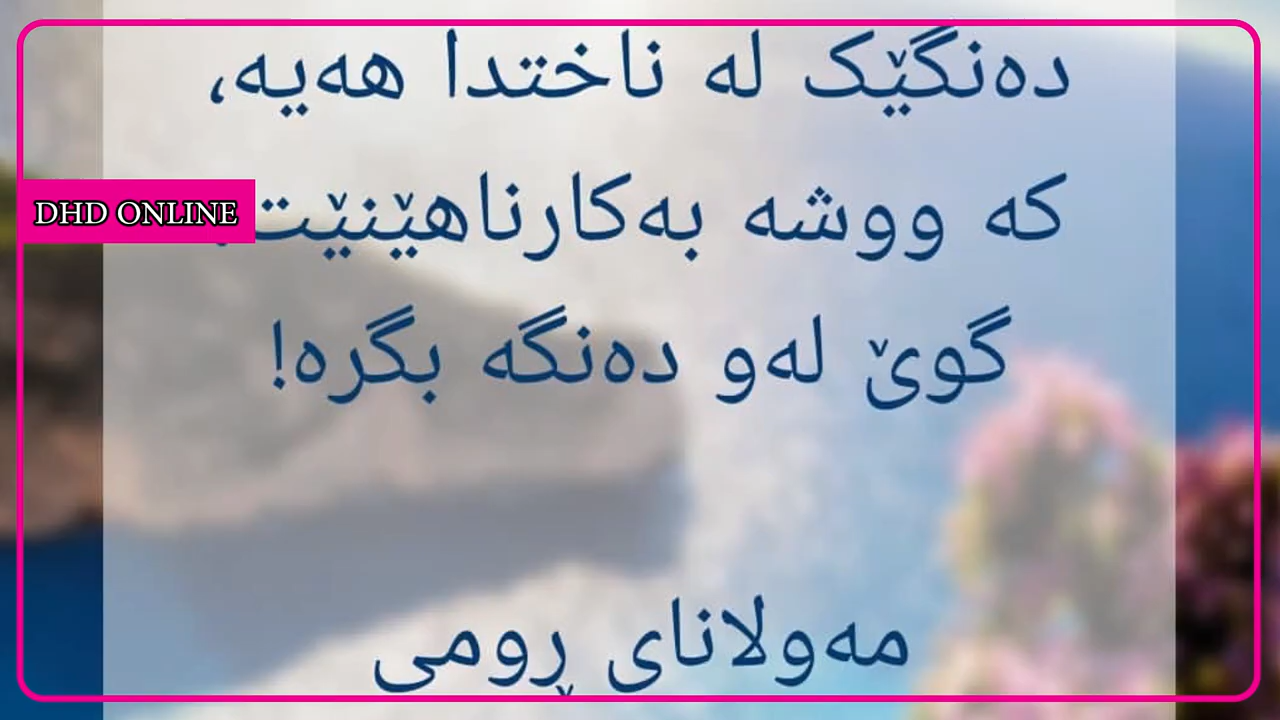 دەنگێک لە ناختدا هەیە،
کە ووشە بەکارناهێنێت
گوێ لەو دەنگە بگرە!
مەولانای ڕومی
DHD ONLINE